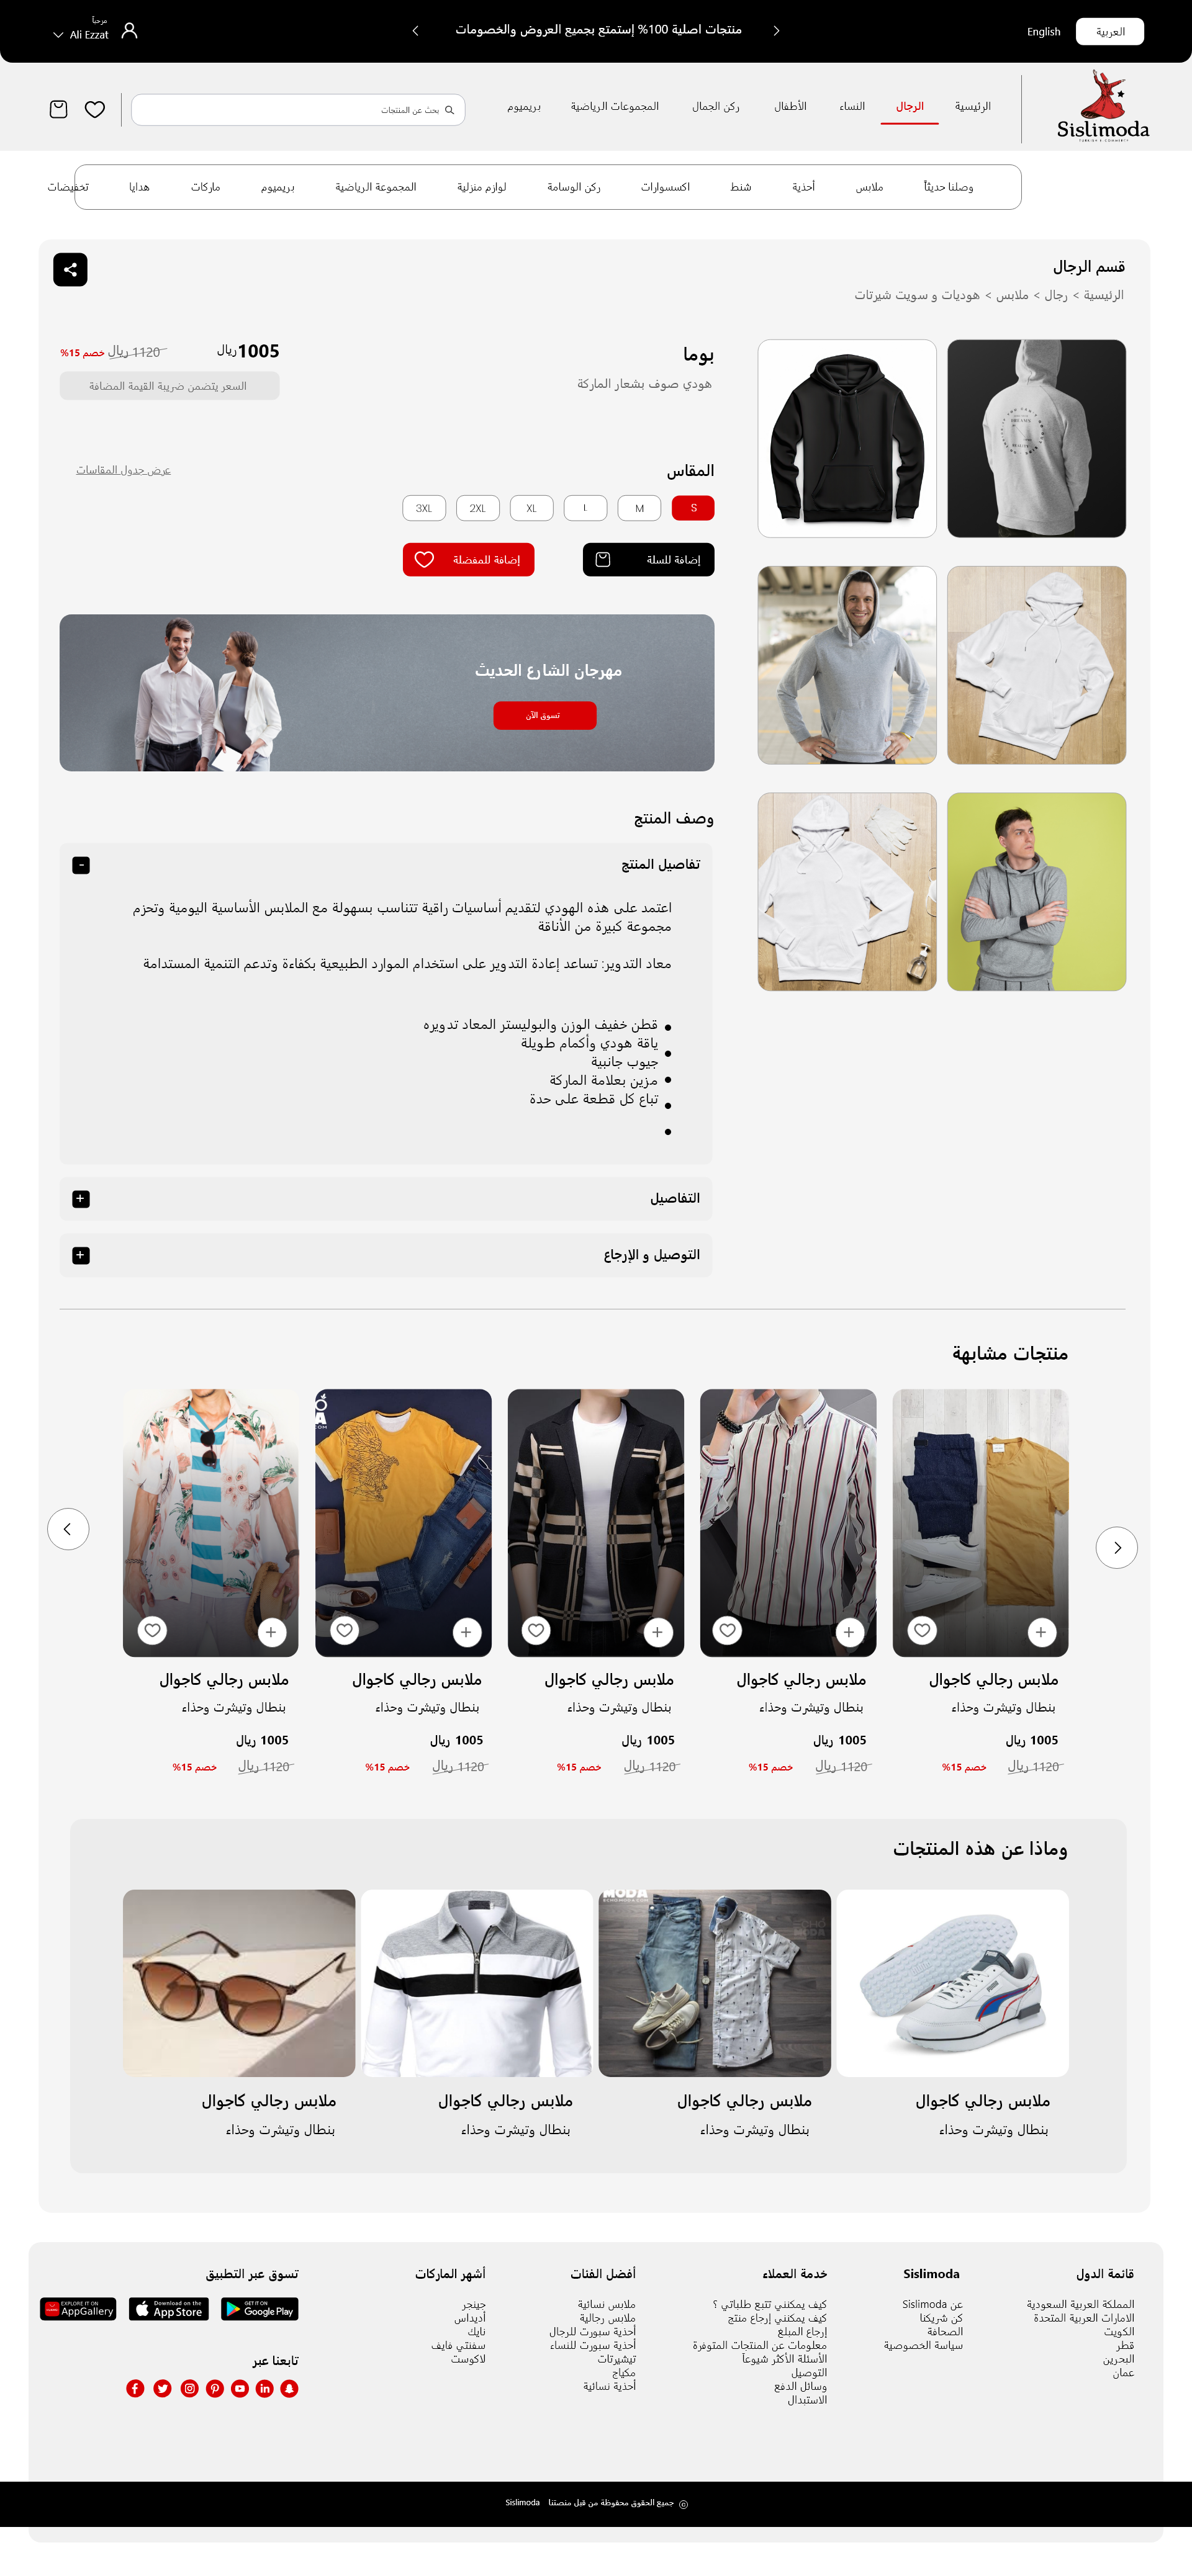 العربية
English
منتجات اصلية 100% إستمتع بجميع العروض والخصومات
مرحباً
Ali Ezzat
Sislimoda
TURKISH E-COMMERTY
الرئيسية
الرجال
النساء
الأطفال
ركن الجمال
المجموعات الرياضية
بريميوم
بحث عن المنتجات
وصلنا حديثاً
ملابس
أحذية
شنط
اكسسوارات
ركن الوسامة
لوازم منزلية
المجموعة الرياضية
بريميوم
ماركات
هدايا
تخفيضات
قسم الرجال
الرئيسية > رجال > ملابس > هوديات و سويت شيرتات
بوما
هودي صوف بشعار الماركة
1005 ريال
1120 ريال
خصم 15%
السعر يتضمن ضريبة القيمة المضافة
المقاس
عرض جدول المقاسات
S
M
L
XL
2XL
3XL
إضافة للسلة
إضافة للمفضلة
مهرجان الشارع الحديث
تسوق الآن
وصف المنتج
تفاصيل المنتج
-
اعتمد على هذه الهودي لتقديم أساسيات راقية تتناسب بسهولة مع الملابس الأساسية اليومية وتحزم
مجموعة كبيرة من الأناقة
معاد التدوير: تساعد إعادة التدوير على استخدام الموارد الطبيعية بكفاءة وتدعم التنمية المستدامة
قطن خفيف الوزن والبوليستر المعاد تدويره
ياقة هودي وأكمام طويلة
جيوب جانبية
مزين بعلامة الماركة
تباع كل قطعة على حدة
التفاصيل
+
التوصيل و الإرجاع
+
منتجات مشابهة
ملابس رجالي كاجوال
بنطال وتيشرت وحذاء
1005 ريال
1120 ريال
خصم 15%
ملابس رجالي كاجوال
بنطال وتيشرت وحذاء
1005 ريال
1120 ريال
خصم 15%
ملابس رجالي كاجوال
بنطال وتيشرت وحذاء
1005 ريال
1120 ريال
خصم 15%
ملابس رجالي كاجوال
بنطال وتيشرت وحذاء
1005 ريال
1120 ريال
خصم 15%
ملابس رجالي كاجوال
بنطال وتيشرت وحذاء
1005 ريال
1120 ريال
خصم 15%
وماذا عن هذه المنتجات
MODA
ملابس رجالي كاجوال
بنطال وتيشرت وحذاء
ملابس رجالي كاجوال
بنطال وتيشرت وحذاء
ملابس رجالي كاجوال
بنطال وتيشرت وحذاء
ملابس رجالي كاجوال
بنطال وتيشرت وحذاء
قائمة الدول
المملكة العربية السعودية
الامارات العربية المتحدة
الكويت
قطر
البحرين
عمان
Sislimoda
عن Sislimoda
كن شريكنا
الصحافة
سياسة الخصوصية
خدمة العملاء
كيف يمكنني تتبع طلباتي ؟
كيف يمكنني إرجاع منتج
إرجاع المبلغ
معلومات عن المنتجات المتوفرة
الأسئلة الأكثر شيوعاً
التوصيل
وسائل الدفع
الاستبدال
أفضل الفئات
ملابس نسائية
ملابس رجالية
أحذية سبورت للرجال
أحذية سبورت للنساء
تيشيرتات
مكياج
أحذية نسائية
أشهر الماركات
جينجر
أديداس
نايك
سفنتي فايف
لاكوست
تسوق عبر التطبيق
GET IT ON
Google Play
Download on the
App Store
EXPLORE IT ON
AppGallery
تابعنا عبر
© جميع الحقوق محفوظة من قبل منصتنا Sislimoda